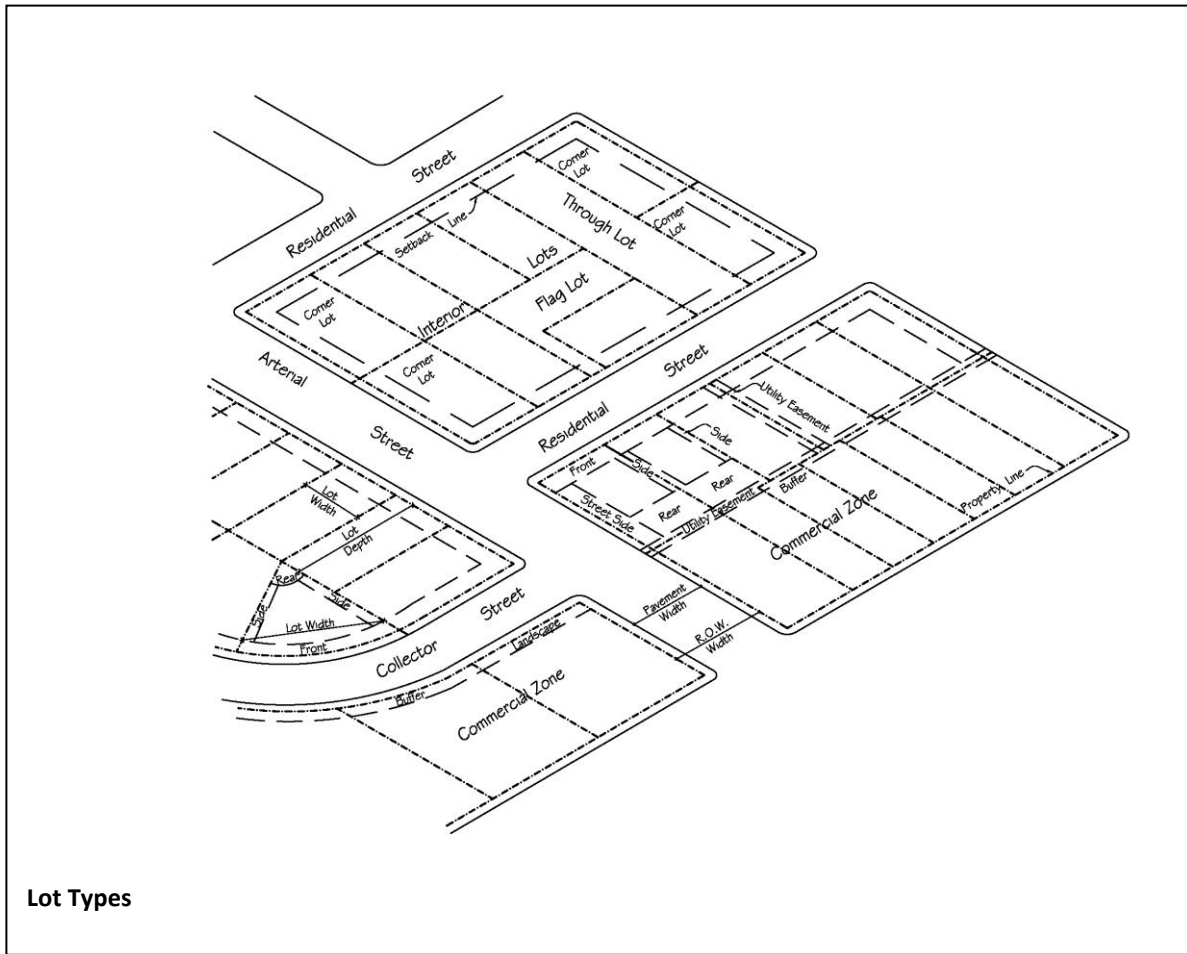 Residential
Street
Corner
Lot
Through Lot
Corner
Lot
Setback
Line
Lots
Flag Lot
Interior
Corner
Lot
Corner
Lot
Arterial
Street
Residential
Street
Utility Easement
Side
Front
Side
Rear
Street Side
Rear
Utility Easement
Buffer
Property Line
Commercial Zone
Lot
Width
Lot
Depth
Rear
Side
Side
Lot Width
Front
Collector
Street
Pavement
Width
R.O.W.
Width
Landscape
Buffer
Commercial Zone
Lot Types